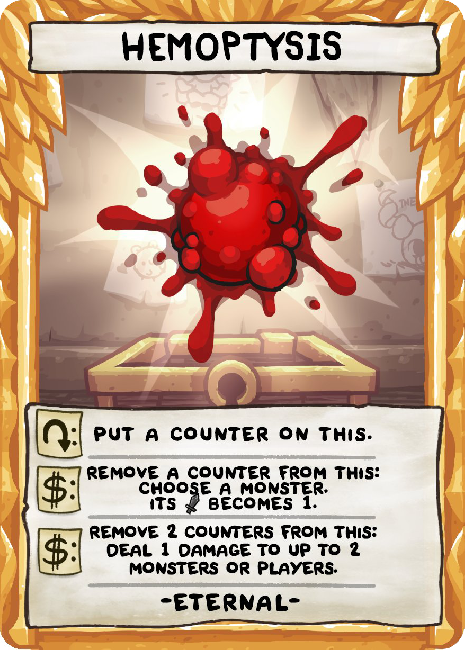 HEMOPTYSIS
PUT A COUNTER ON THIS.
$: REMOVE A COUNTER FROM THIS:
CHOOSE A MONSTER.
ITS BECOMES 1.
$: REMOVE 2 COUNTERS FROM THIS:
DEAL 1 DAMAGE TO UP TO 2
MONSTERS OR PLAYERS.
-ETERNAL-